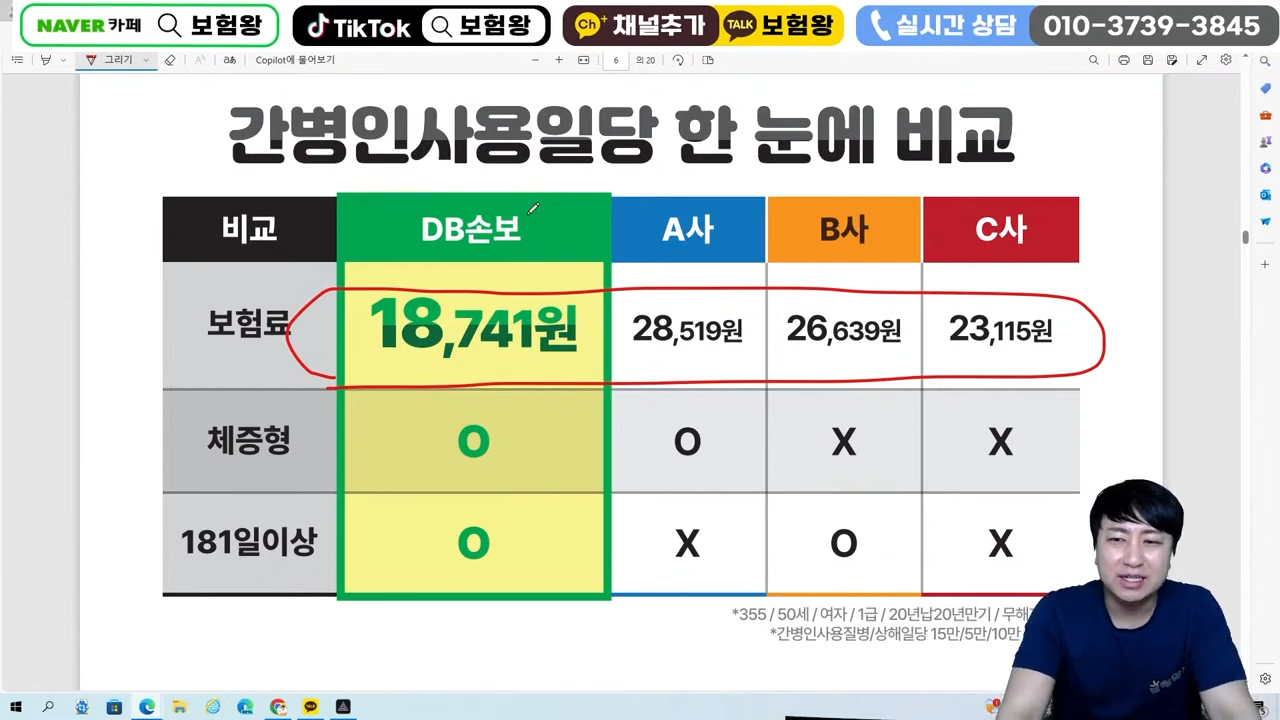 NAVER 카페 보험왕
TikTok 보험왕
Ch+ 채널추가 TALK 보험왕
실시간 상담 010-3739-3845
그리기 aあ Copilot에 물어보기 6 의 20
간병인사용일당 한 눈에 비교
비교 DB손보 A사 B사 C사
보험료 18,741원 28,519원 26,639원 23,115원
체증형 O O X X
181일이상 O X O X
*355 / 50세 / 여자 / 1급 / 20년납20년만기 /
*간병인사용질병/상해일당 15만/5만/10만